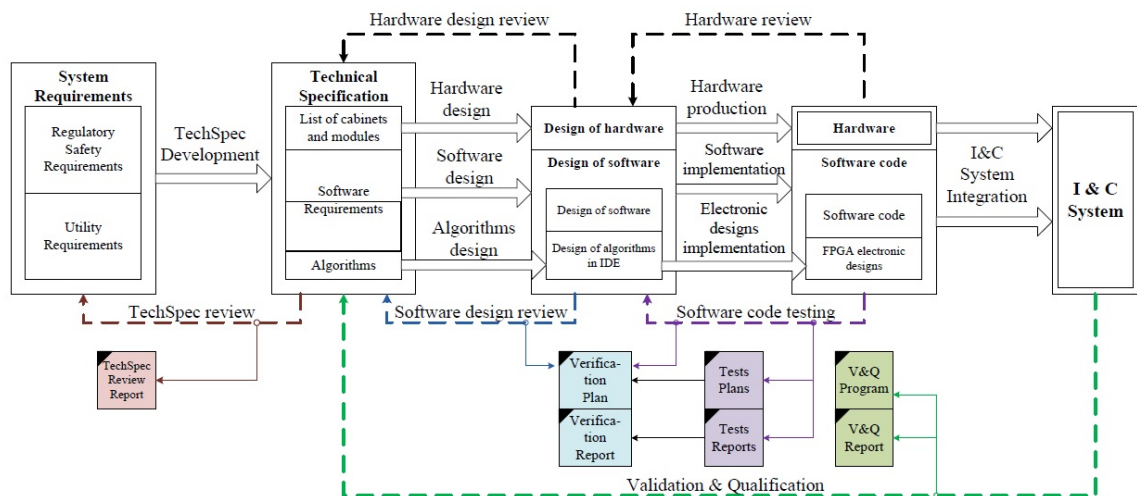 Hardware design review
Hardware review
System
Requirements
Regulatory
Safety
Requirements
Utility
Requirements
TechSpec
Development
Technical
Specification
List of cabinets
and modules
Software
Requirements
Algorithms
Hardware
design
Software
design
Algorithms
design
Design of hardware
Design of software
Design of software
Design of algorithms
in IDE
Hardware
production
Software
implementation
Electronic
designs
implementation
Hardware
Software code
Software code
FPGA electronic
designs
I&C
System
Integration
I & C
System
TechSpec review
Software design review
Software code testing
TechSpec
Review
Report
Verifica-
tion
Plan
Verifica-
tion
Report
Tests
Plans
Tests
Reports
V&Q
Program
V&Q
Report
Validation & Qualification